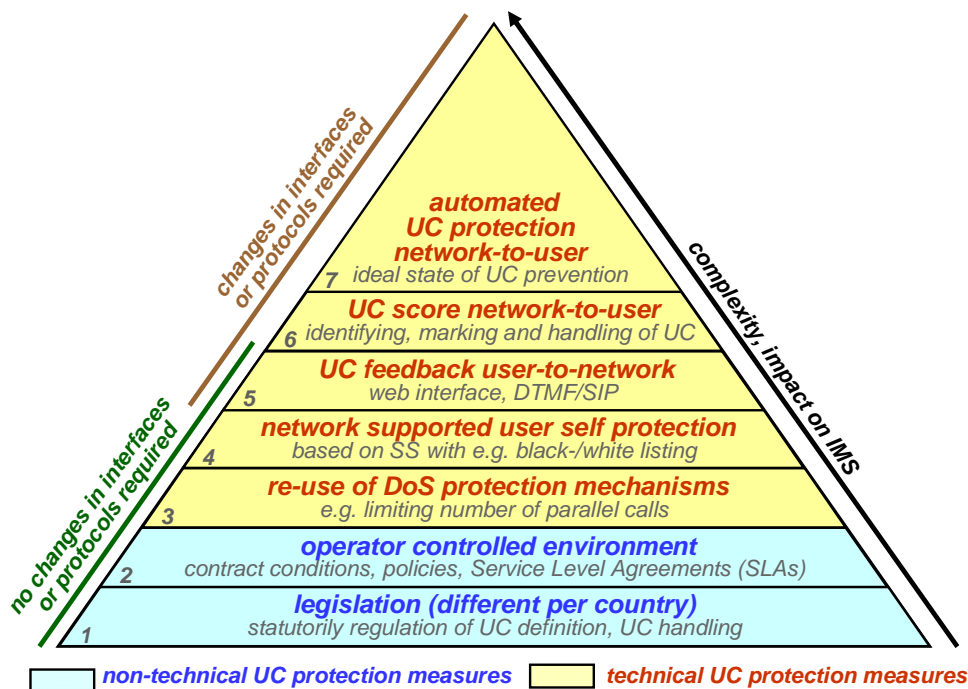 changes in interfaces
or protocols required
no changes in interfaces
or protocols required
complexity, impact on IMS
automated
UC protection
network-to-user
7 ideal state of UC prevention
UC score network-to-user
6 identifying, marking and handling of UC
UC feedback user-to-network
5 web interface, DTMF/SIP
network supported user self protection
4 based on SS with e.g. black-/white listing
re-use of DoS protection mechanisms
3 e.g. limiting number of parallel calls
operator controlled environment
2 contract conditions, policies, Service Level Agreements (SLAs)
legislation (different per country)
1 statutorily regulation of UC definition, UC handling
non-technical UC protection measures
technical UC protection measures